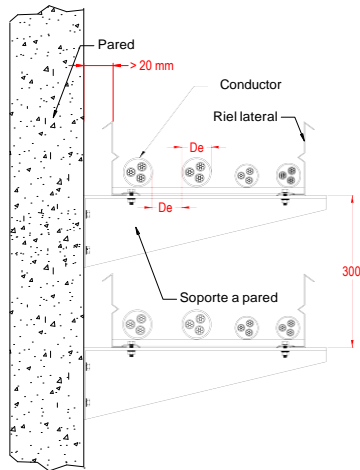 Pared
> 20 mm
Conductor
Riel lateral
De
De
300
Soporte a pared